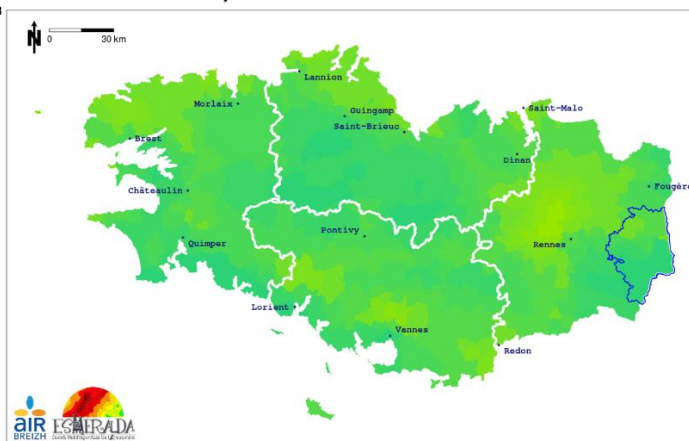 N
0 30 km
Lannion
Morlaix
Guingamp
Saint-Malo
Saint-Brieuc
Brest
Dinan
Châteaulin
Fougère
Pontivy
Quimper
Rennes
Lorient
Vannes
Redon
air
BREIZH
ESMERALDA